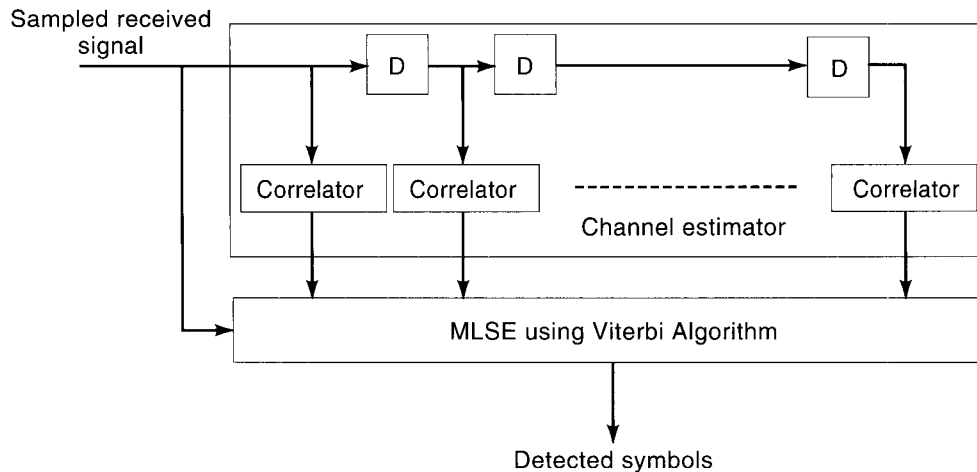 Sampled received
signal
D
D
D
Correlator
Correlator
Correlator
Channel estimator
MLSE using Viterbi Algorithm
Detected symbols